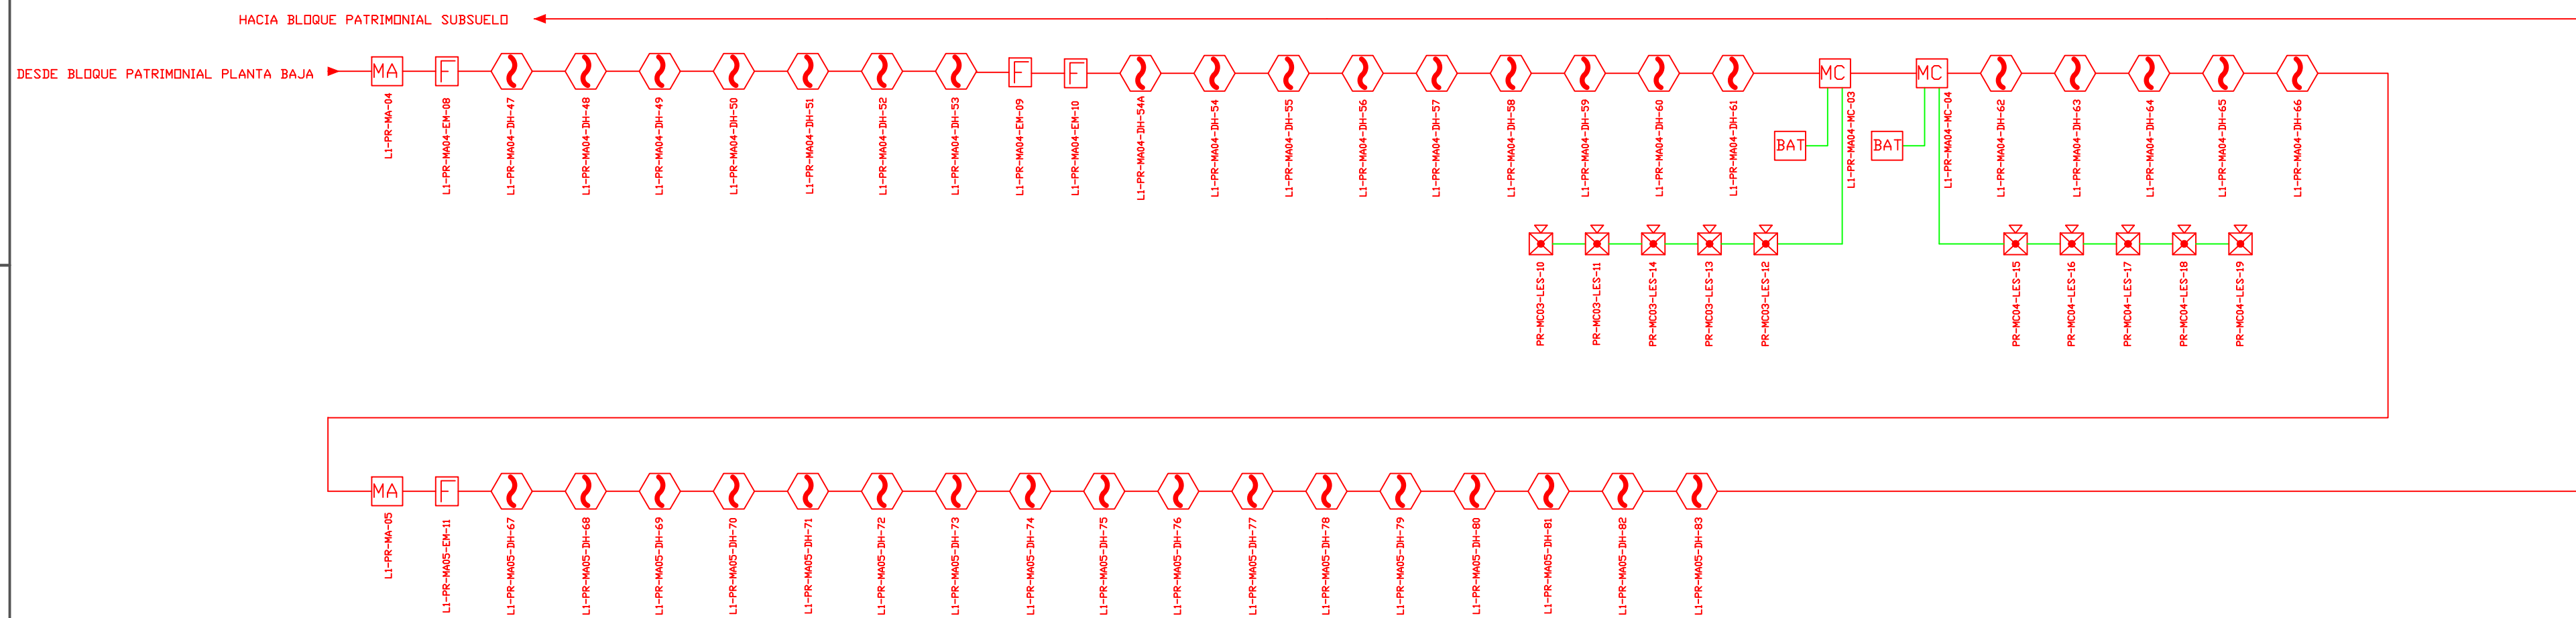 HACIA BLOQUE PATRIMONIAL SUBSUELO
DESDE BLOQUE PATRIMONIAL PLANTA BAJA
MA
F
F
F
MC
MC
L1-PR-MA-04
L1-PR-MA04-EM-08
L1-PR-MA04-DH-47
L1-PR-MA04-DH-48
L1-PR-MA04-DH-49
L1-PR-MA04-DH-50
L1-PR-MA04-DH-51
L1-PR-MA04-DH-52
L1-PR-MA04-DH-53
L1-PR-MA04-EM-09
L1-PR-MA04-EM-10
L1-PR-MA04-DH-54A
L1-PR-MA04-DH-54
L1-PR-MA04-DH-55
L1-PR-MA04-DH-56
L1-PR-MA04-DH-57
L1-PR-MA04-DH-58
L1-PR-MA04-DH-59
L1-PR-MA04-DH-60
L1-PR-MA04-DH-61
L1-PR-MA04-MC-03
L1-PR-MA04-MC-04
L1-PR-MA04-DH-62
L1-PR-MA04-DH-63
L1-PR-MA04-DH-64
L1-PR-MA04-DH-65
L1-PR-MA04-DH-66
BAT
BAT
PR-MC03-LES-10
PR-MC03-LES-11
PR-MC03-LES-14
PR-MC03-LES-13
PR-MC03-LES-12
PR-MC04-LES-15
PR-MC04-LES-16
PR-MC04-LES-17
PR-MC04-LES-18
PR-MC04-LES-19
MA
F
L1-PR-MA-05
L1-PR-MA05-EM-11
L1-PR-MA05-DH-67
L1-PR-MA05-DH-68
L1-PR-MA05-DH-69
L1-PR-MA05-DH-70
L1-PR-MA05-DH-71
L1-PR-MA05-DH-72
L1-PR-MA05-DH-73
L1-PR-MA05-DH-74
L1-PR-MA05-DH-75
L1-PR-MA05-DH-76
L1-PR-MA05-DH-77
L1-PR-MA05-DH-78
L1-PR-MA05-DH-79
L1-PR-MA05-DH-80
L1-PR-MA05-DH-81
L1-PR-MA05-DH-82
L1-PR-MA05-DH-83